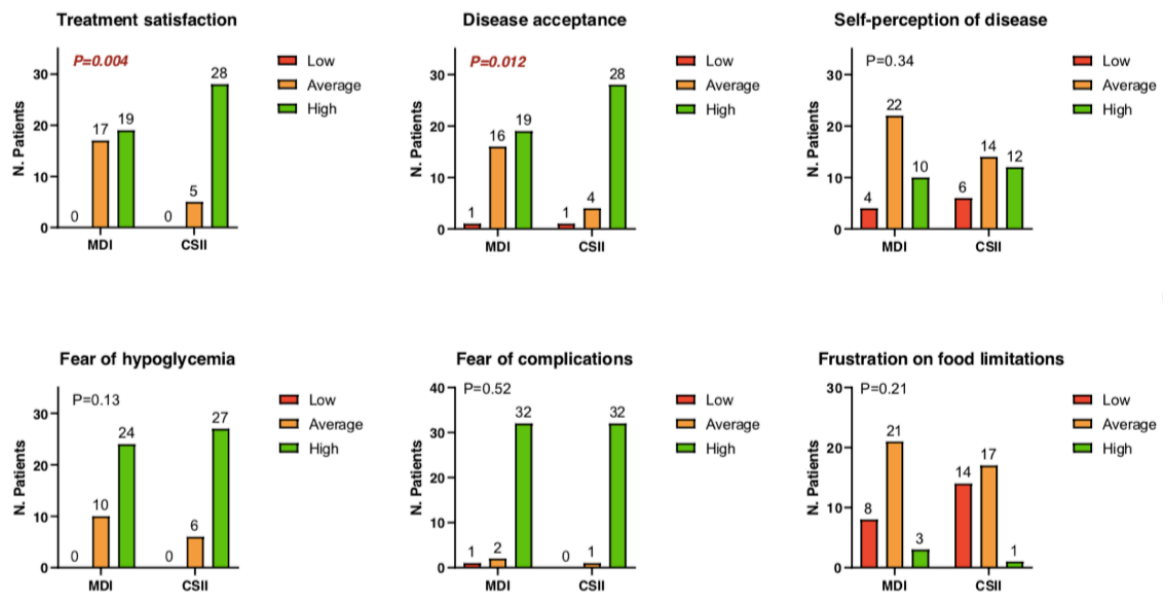 Treatment satisfaction
P=0.004
Low
Average
High
N. Patients
30
20
10
0
0
17
19
0
5
28
MDI
CSII
Disease acceptance
P=0.012
Low
Average
High
N. Patients
30
20
10
0
1
16
19
1
4
28
MDI
CSII
Self-perception of disease
P=0.34
Low
Average
High
N. Patients
30
20
10
0
4
22
10
6
14
12
MDI
CSII
Fear of hypoglycemia
P=0.13
Low
Average
High
N. Patients
30
20
10
0
0
10
24
0
6
27
MDI
CSII
Fear of complications
P=0.52
Low
Average
High
N. Patients
40
30
20
10
0
1
2
32
0
1
32
MDI
CSII
Frustration on food limitations
P=0.21
Low
Average
High
N. Patients
30
20
10
0
8
21
3
14
17
1
MDI
CSII